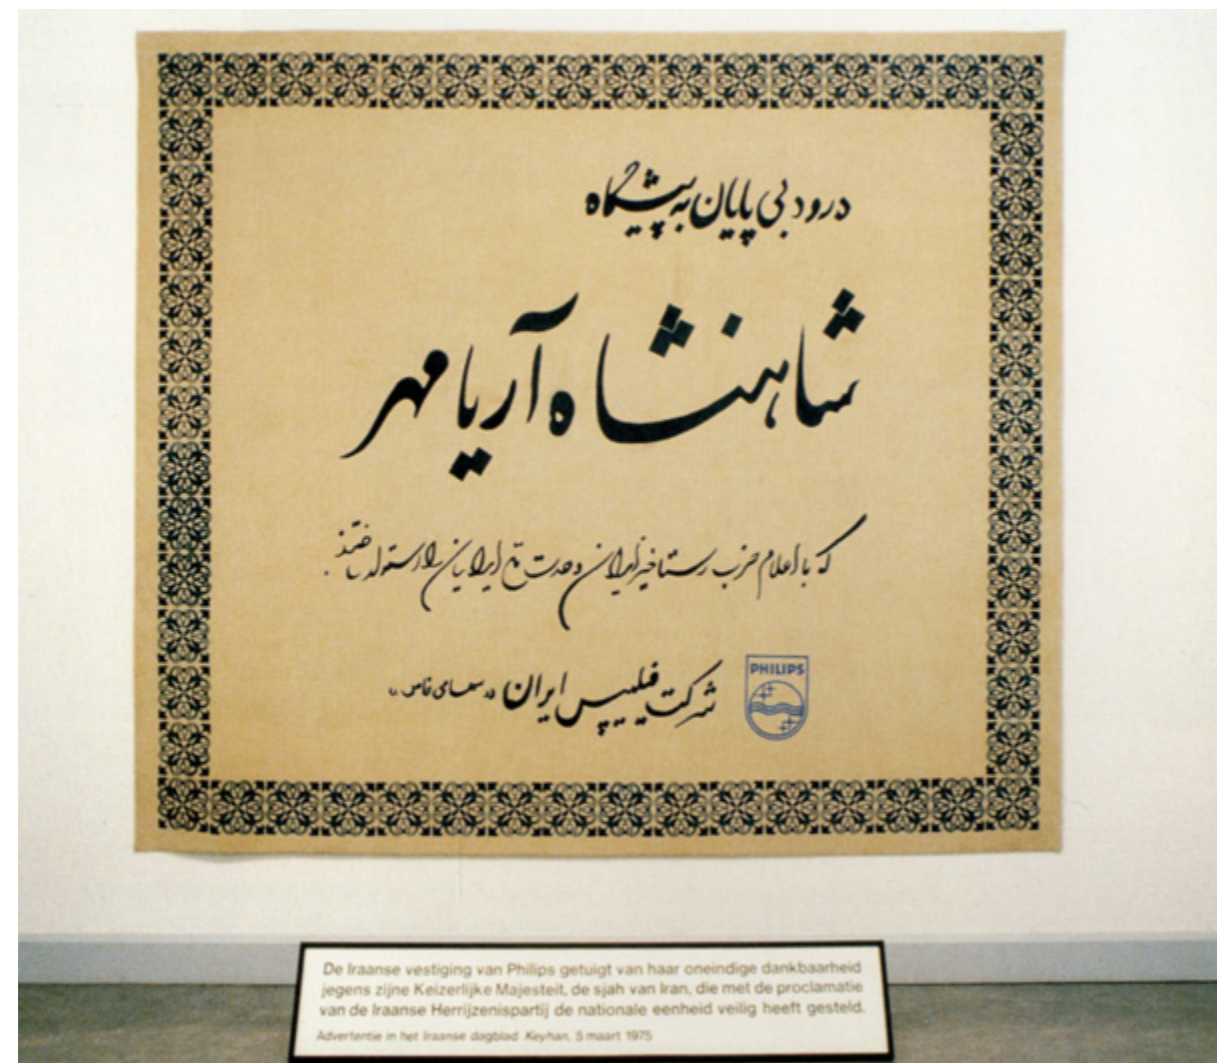 درود بی پایان به پیشگاه
شاهنشاه آریامهر
که با اعلام حزب رستاخیز ایران وحدت ملی ایرانیان را استوار ساختند.
PHILIPS
شرکت فیلیپس ایران «سهامی خاص»
De Iraanse vestiging van Philips getuigt van haar oneindige dankbaarheid
jegens zijne Keizerlijke Majesteit, de sjah van Iran, die met de proclamatie
van de Iraanse Herrijzenispartij de nationale eenheid veilig heeft gesteld.
Advertentie in het Iraanse dagblad Keyhan, 5 maart 1975